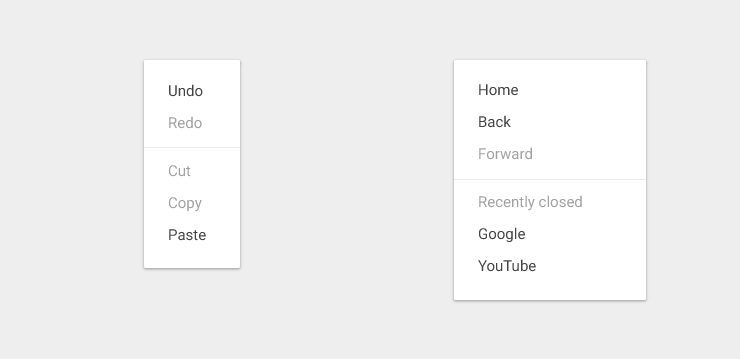 Undo
Redo
Cut
Copy
Paste
Home
Back
Forward
Recently closed
Google
YouTube